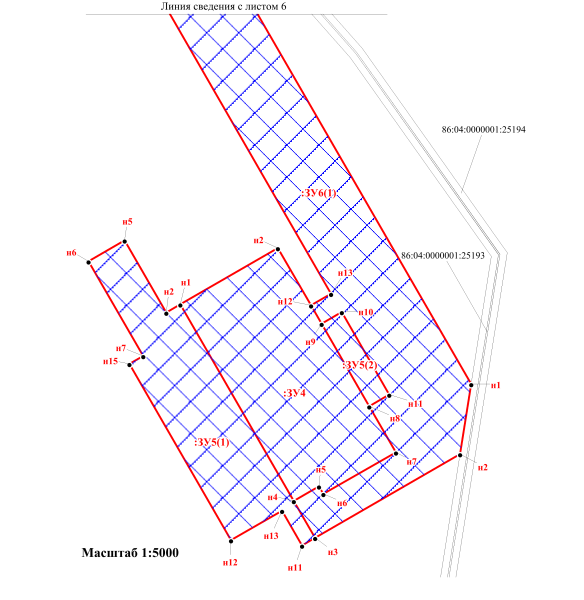 Линия сведения с листом 6
86:04:0000001:25194
:ЗУ6(1)
н5
н2
н6
86:04:0000001:25193
н13
н1
н2
н12
н10
н9
н7
н15
:ЗУ5(2)
н1
:ЗУ4
н11
н8
:ЗУ5(1)
н7
н2
н5
н4
н6
н13
н3
Масштаб 1:5000
н12
н11